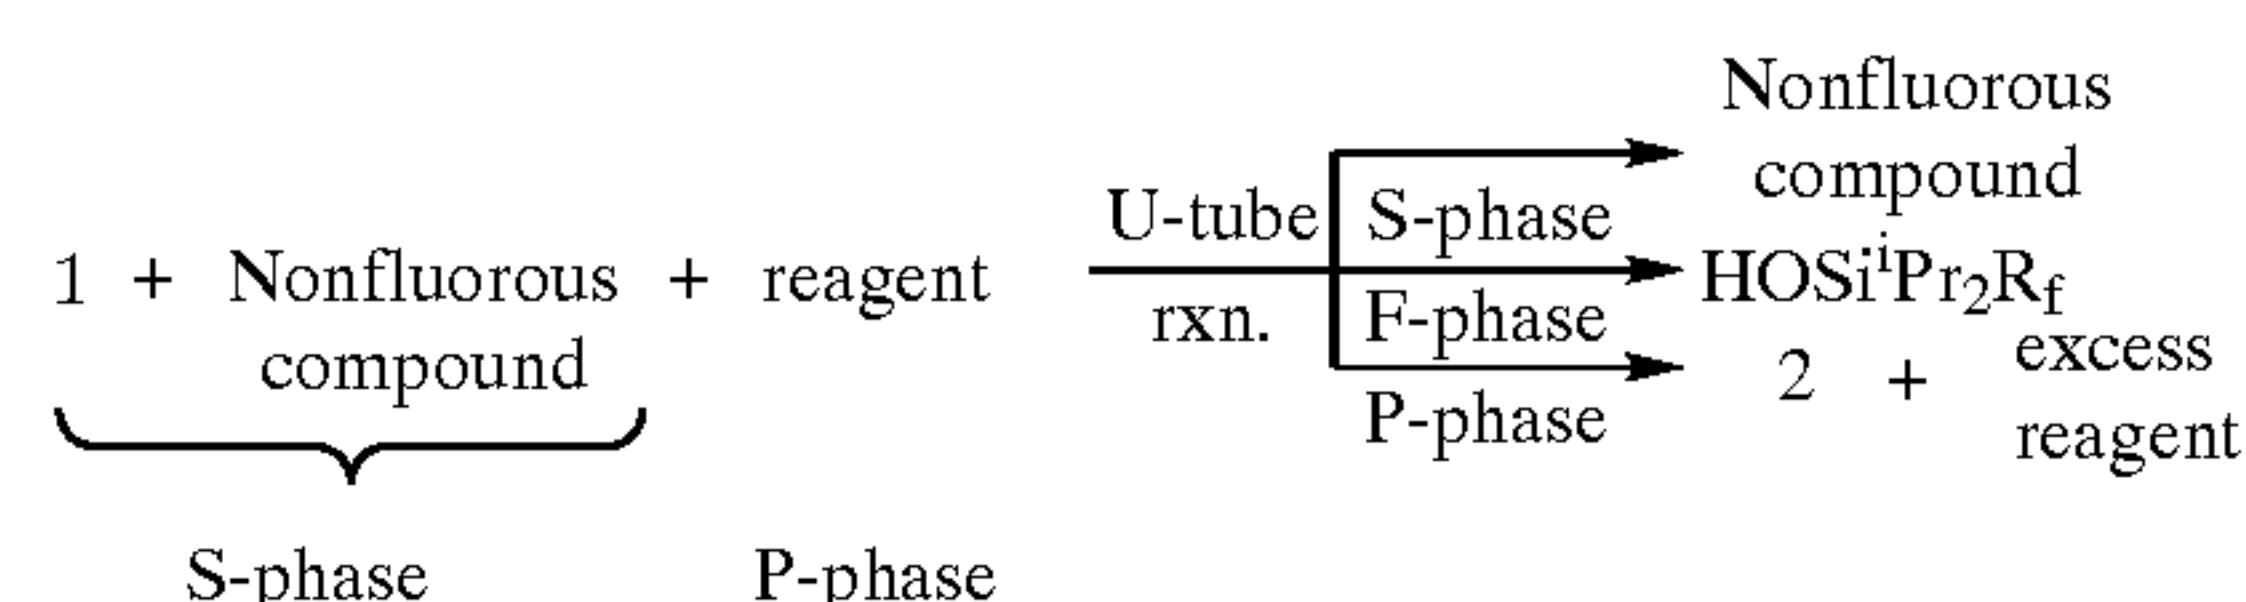 Nonfluorous
compound
U-tube S-phase
1 + Nonfluorous + reagent HOSiⁱPr₂R_f
compound
rxn. F-phase
2 + excess
reagent
P-phase
S-phase P-phase